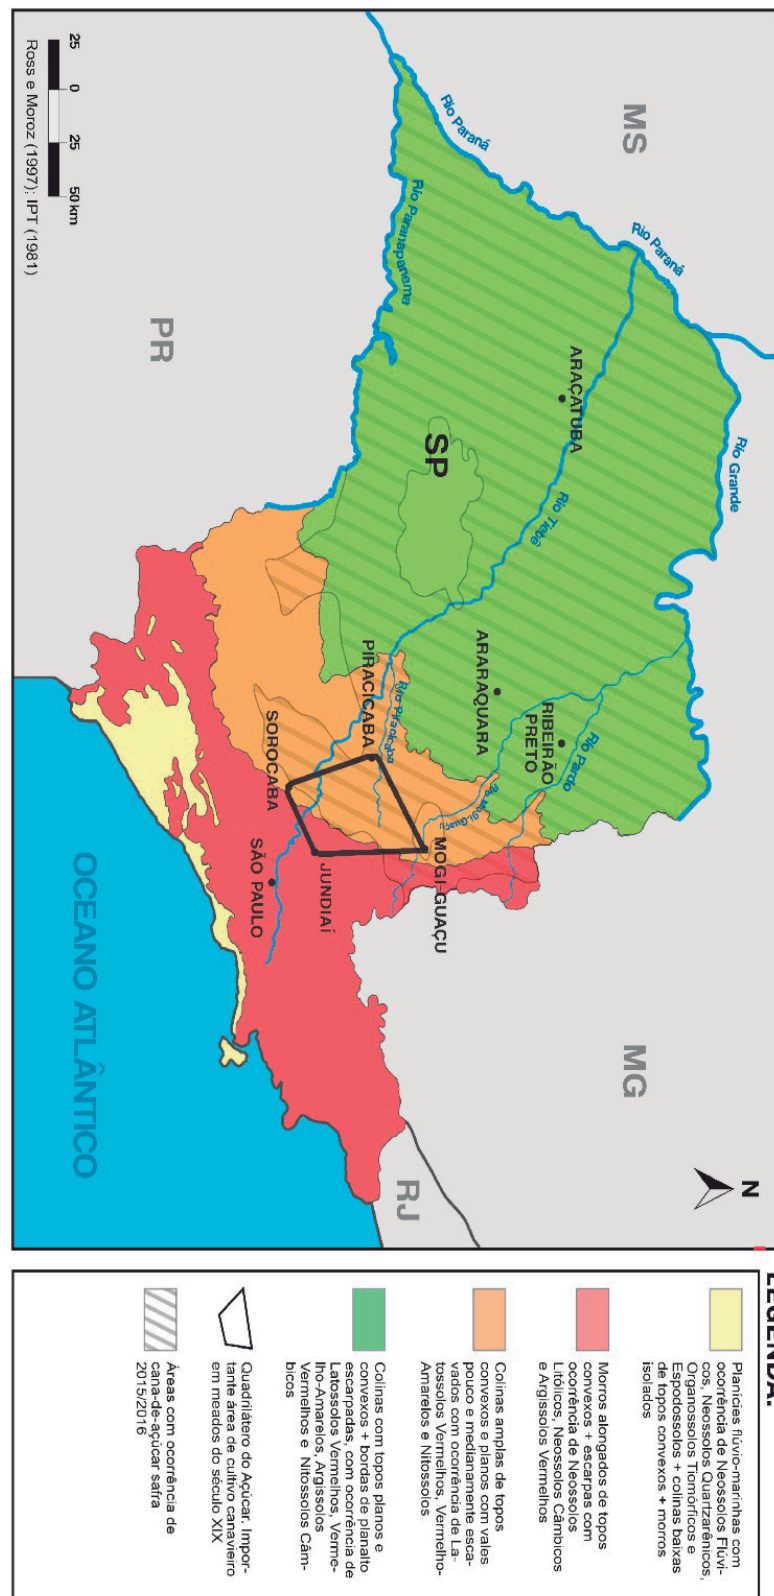 MS
Rio Paraná
Rio Paraná
Rio Grande
Rio Paranapanema
ARAÇATUBA
SP
Rio Tietê
PR
ARARAQUARA
RIBEIRÃO
PRETO
Rio Pardo
PIRACICABA
Rio Piracicaba
Rio Mogi-Guaçu
SOROCABA
MOGI-GUAÇU
JUNDIAÍ
SÃO PAULO
MG
RJ
OCEANO ATLÂNTICO
N
25 0 25 50 km
Ross e Moroz (1997); IPT (1981)
LEGENDA:
Planícies flúvio-marinhas com
ocorrência de Neossolos Flúvi-
cos, Neossolos Quartzarênicos,
Organossolos Tiomórficos e
Espodossolos + colinas baixas
de topos convexos + morros
isolados
Morros alongados de topos
convexos + escarpas com
ocorrência de Neossolos
Litólicos, Neossolos Câmbicos
e Argissolos Vermelhos
Colinas amplas de topos
convexos e planos com vales
pouco e medianamente esca-
vados com ocorrência de La-
tossolos Vermelhos, Vermelho-
Amarelos e Nitossolos
Colinas com topos planos e
convexos + bordas de planalto
escarpadas, com ocorrência de
Latossolos Vermelhos, Verme-
lho-Amarelos, Argissolos
Vermelhos e Nitossolos Câm-
bicos
Quadrilátero do Açúcar. Impor-
tante área de cultivo canavieiro
em meados do século XIX
Áreas com ocorrência de
cana-de-açúcar safra
2015/2016